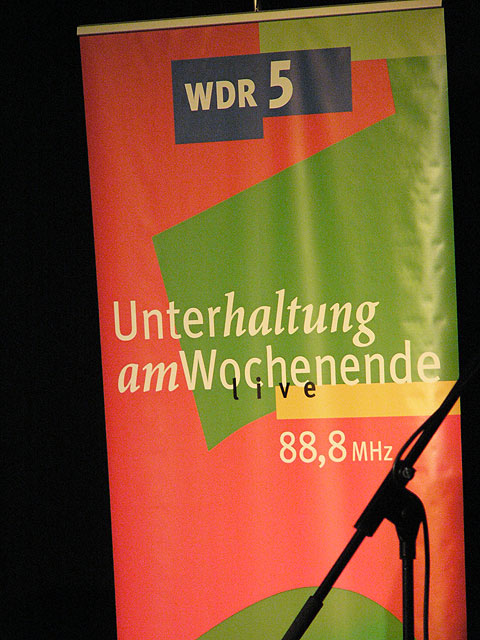 WDR 5
Unterhaltung
amWochenende
live
88,8 MHz